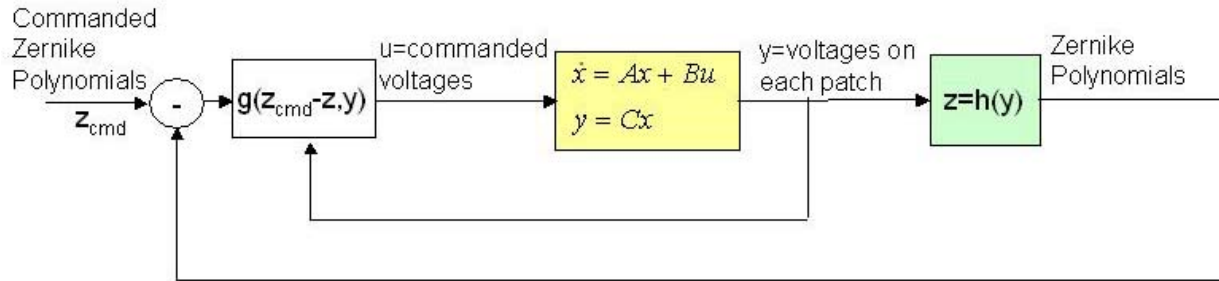 Commanded
Zernike
Polynomials
z_cmd
-
g(z_cmd-z,y)
u=commanded
voltages
ẋ = Ax + Bu
y = Cx
y=voltages on
each patch
z=h(y)
Zernike
Polynomials